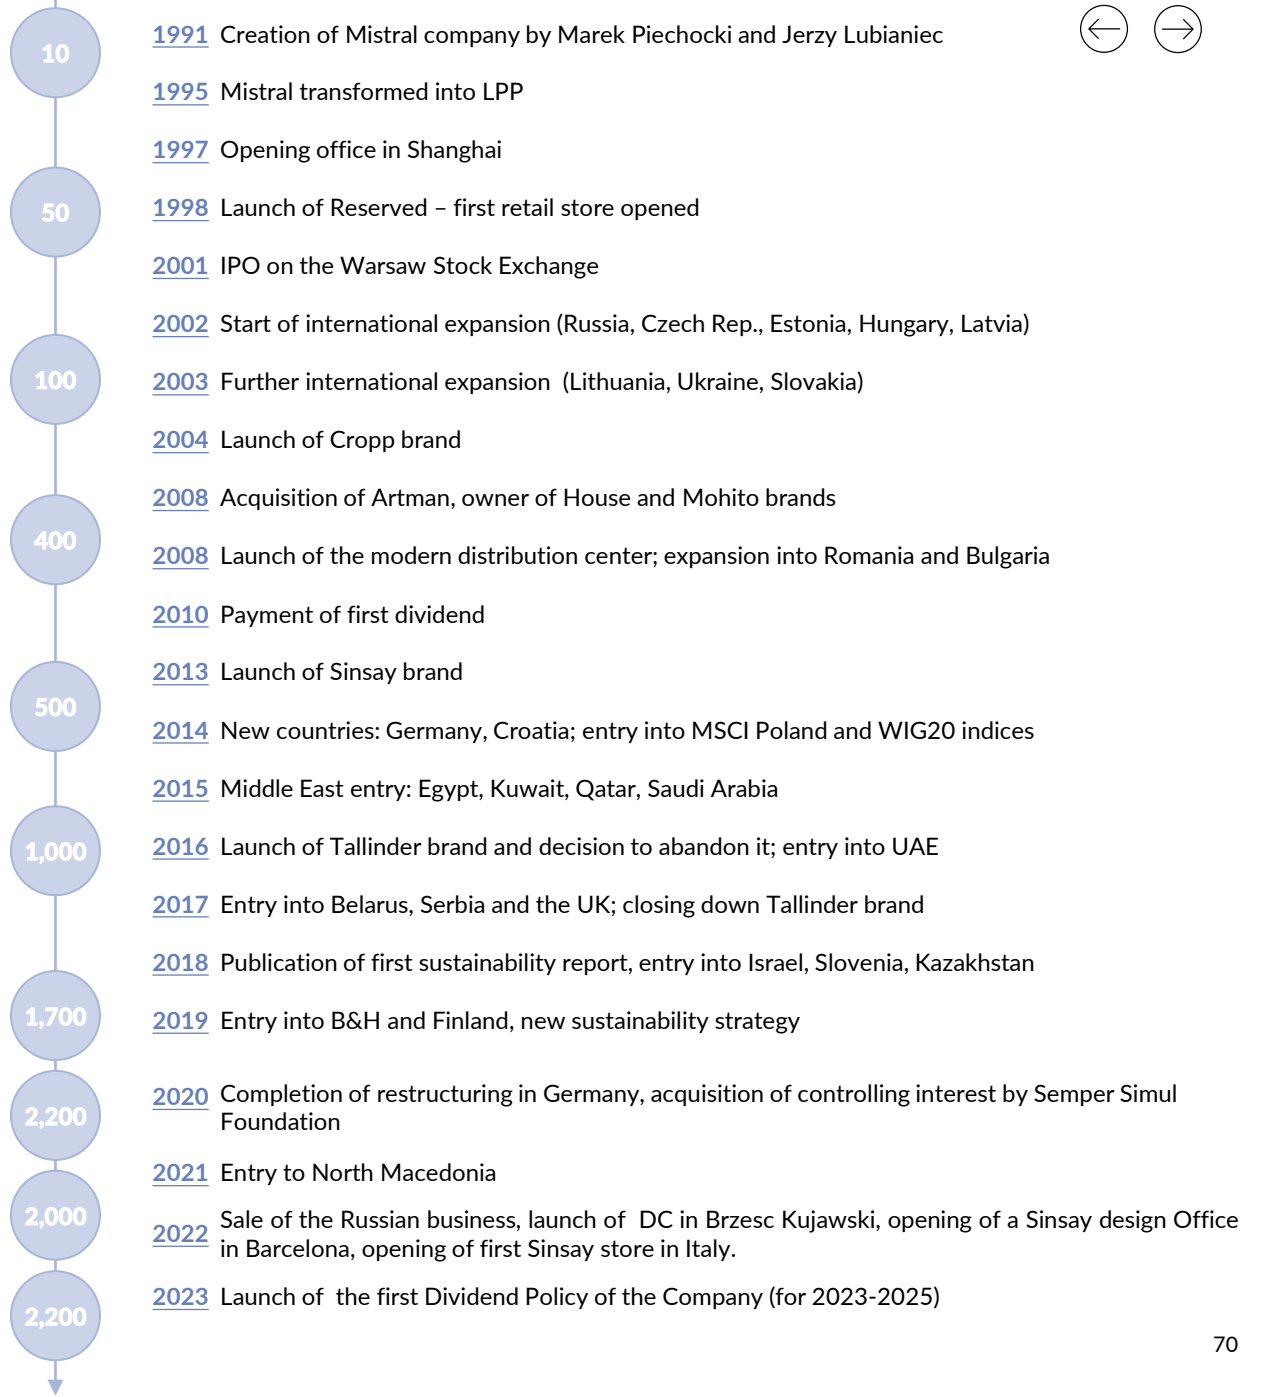 10
1991 Creation of Mistral company by Marek Piechocki and Jerzy Lubianiec
1995 Mistral transformed into LPP
1997 Opening office in Shanghai
50
1998 Launch of Reserved – first retail store opened
2001 IPO on the Warsaw Stock Exchange
2002 Start of international expansion (Russia, Czech Rep., Estonia, Hungary, Latvia)
100
2003 Further international expansion (Lithuania, Ukraine, Slovakia)
2004 Launch of Cropp brand
2008 Acquisition of Artman, owner of House and Mohito brands
400
2008 Launch of the modern distribution center; expansion into Romania and Bulgaria
2010 Payment of first dividend
2013 Launch of Sinsay brand
500
2014 New countries: Germany, Croatia; entry into MSCI Poland and WIG20 indices
2015 Middle East entry: Egypt, Kuwait, Qatar, Saudi Arabia
1,000
2016 Launch of Tallinder brand and decision to abandon it; entry into UAE
2017 Entry into Belarus, Serbia and the UK; closing down Tallinder brand
2018 Publication of first sustainability report, entry into Israel, Slovenia, Kazakhstan
1,700
2019 Entry into B&H and Finland, new sustainability strategy
2,200
2020 Completion of restructuring in Germany, acquisition of controlling interest by Semper Simul
Foundation
2021 Entry to North Macedonia
2,000
2022 Sale of the Russian business, launch of DC in Brzesc Kujawski, opening of a Sinsay design Office
in Barcelona, opening of first Sinsay store in Italy.
2,200
2023 Launch of the first Dividend Policy of the Company (for 2023-2025)
70